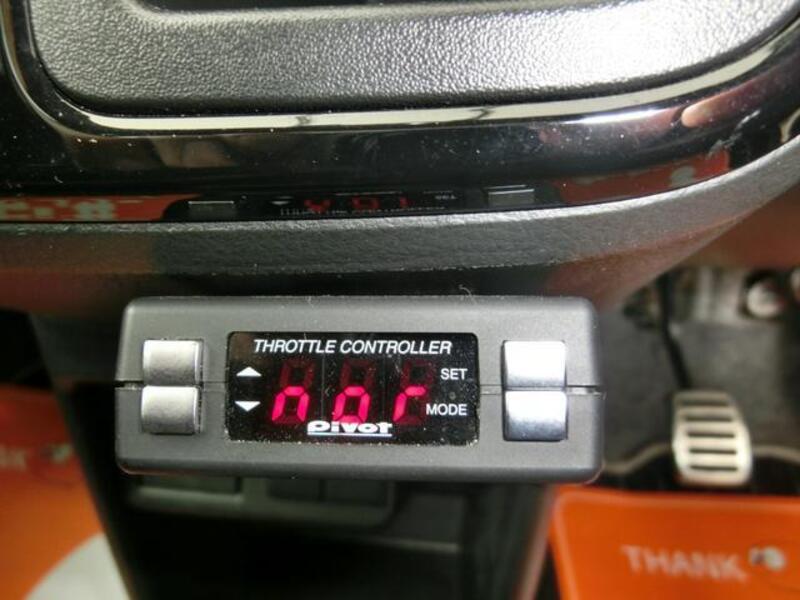 THROTTLE CONTROLLER
SET
nor
MODE
Pivot
THANK